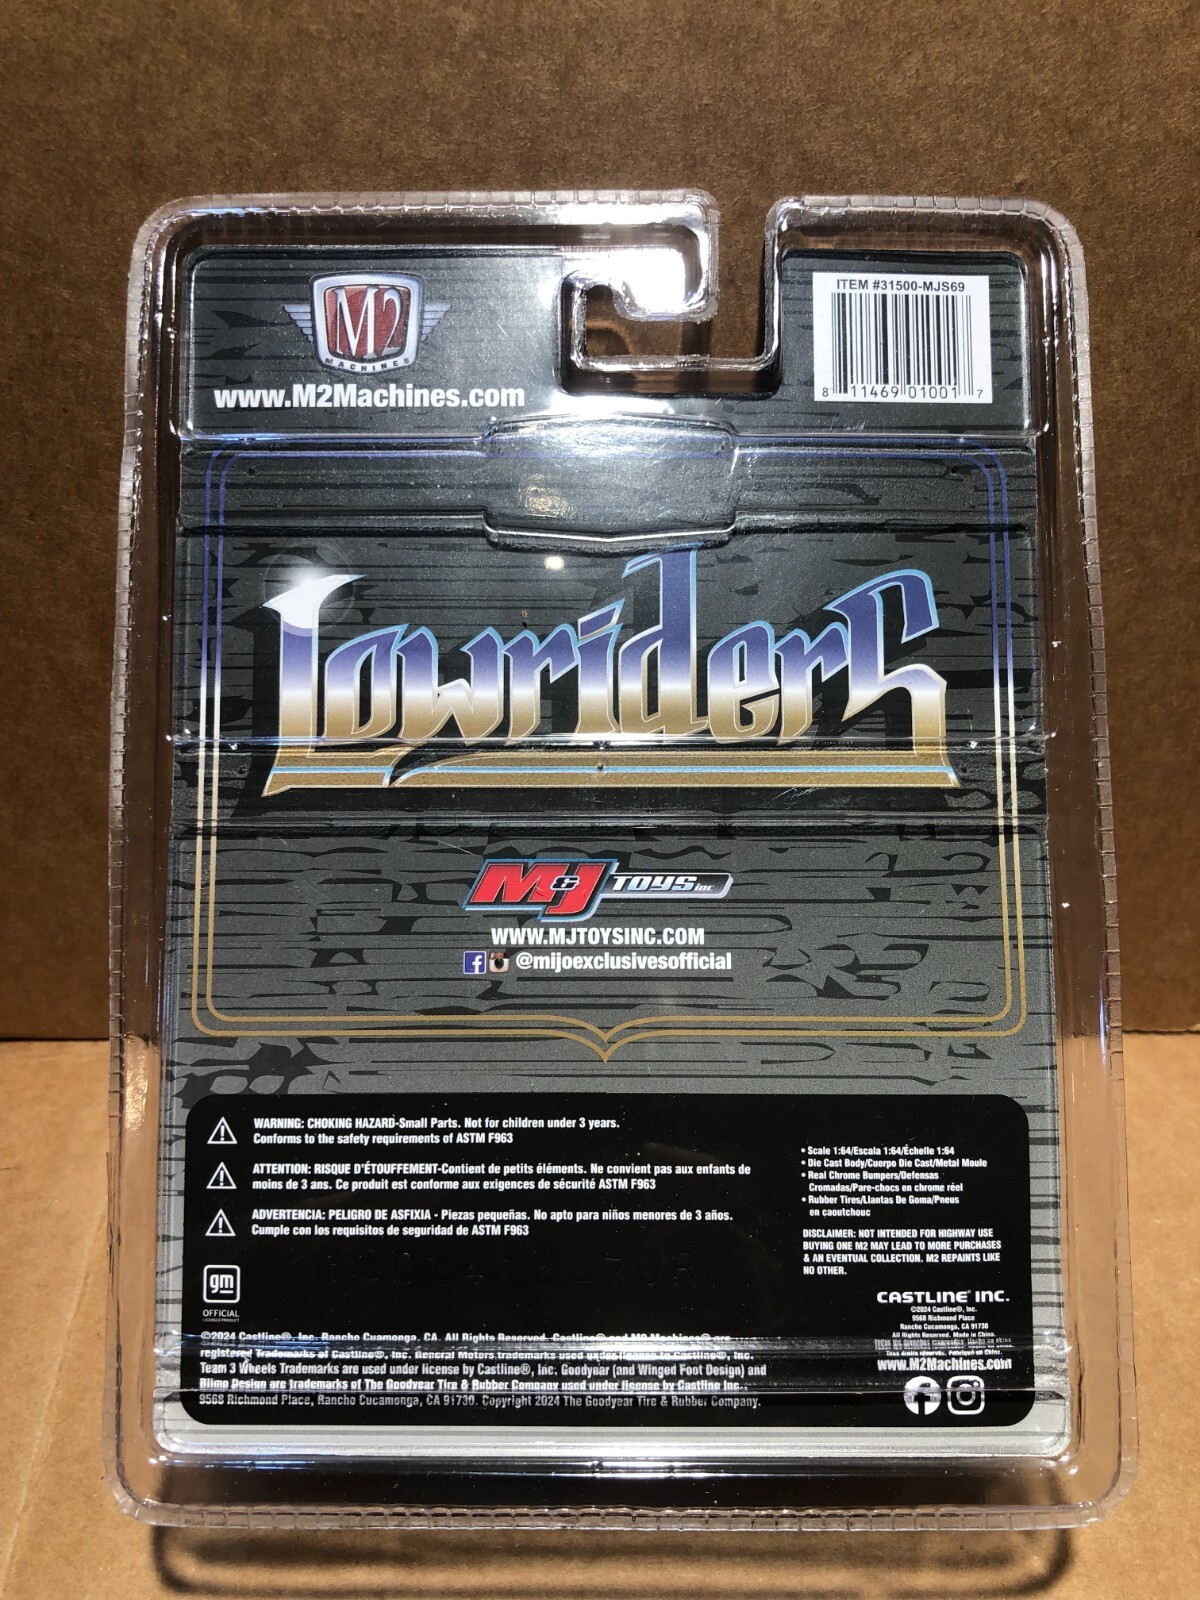 M2
MACHINES
www.M2Machines.com
ITEM #31500-MJS69
8 11469 01001 7
Lowriders
M&J TOYS inc
WWW.MJTOYSINC.COM
@mijoexclusivesofficial
WARNING: CHOKING HAZARD-Small Parts. Not for children under 3 years.
Conforms to the safety requirements of ASTM F963
ATTENTION: RISQUE D'ÉTOUFFEMENT-Contient de petits éléments. Ne convient pas aux enfants de
moins de 3 ans. Ce produit est conforme aux exigences de sécurité ASTM F963
ADVERTENCIA: PELIGRO DE ASFIXIA - Piezas pequeñas. No apto para niños menores de 3 años.
Cumple con los requisitos de seguridad de ASTM F963
gm
OFFICIAL
LICENSED PRODUCT
©2024 Castline®, Inc. Rancho Cuamonga, CA. All Rights Reserved. Castline® and M2 Machines® are
registered Trademarks of Castline®, Inc. General Motors trademarks used under license to Castline®, Inc.
Team 3 Wheels Trademarks are used under license by Castline®, Inc. Goodyear (and Winged Foot Design) and
Blimp Design are trademarks of The Goodyear Tire & Rubber Company used under license by Castline Inc.,
9568 Richmond Place, Rancho Cucamonga, CA 91730. Copyright 2024 The Goodyear Tire & Rubber Company.
• Scale 1:64/Escala 1:64/Échelle 1:64
• Die Cast Body/Cuerpo Die Cast/Metal Moule
• Real Chrome Bumpers/Defensas
Cromadas/Pare-chocs en chrome réel
• Rubber Tires/Llantas De Goma/Pneus
en caoutchouc
DISCLAIMER: NOT INTENDED FOR HIGHWAY USE
BUYING ONE M2 MAY LEAD TO MORE PURCHASES
& AN EVENTUAL COLLECTION. M2 REPAINTS LIKE
NO OTHER.
CASTLINE® INC.
©2024 Castline®, Inc.
9568 Richmond Place
Rancho Cucamonga, CA 91730
All Rights Reserved. Made in China.
www.M2Machines.com